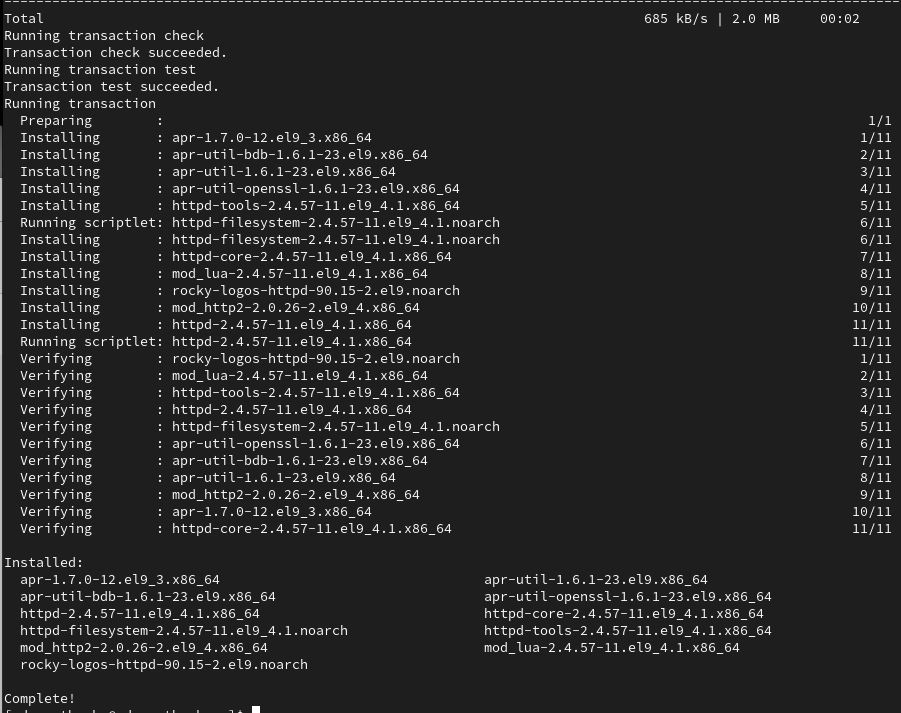 --------------------------------------------------------------------------------
Total 685 kB/s | 2.0 MB 00:02
Running transaction check
Transaction check succeeded.
Running transaction test
Transaction test succeeded.
Running transaction
Preparing : 1/1
Installing : apr-1.7.0-12.el9_3.x86_64 1/11
Installing : apr-util-bdb-1.6.1-23.el9.x86_64 2/11
Installing : apr-util-1.6.1-23.el9.x86_64 3/11
Installing : apr-util-openssl-1.6.1-23.el9.x86_64 4/11
Installing : httpd-tools-2.4.57-11.el9_4.1.x86_64 5/11
Running scriptlet: httpd-filesystem-2.4.57-11.el9_4.1.noarch 6/11
Installing : httpd-filesystem-2.4.57-11.el9_4.1.noarch 6/11
Installing : httpd-core-2.4.57-11.el9_4.1.x86_64 7/11
Installing : mod_lua-2.4.57-11.el9_4.1.x86_64 8/11
Installing : rocky-logos-httpd-90.15-2.el9.noarch 9/11
Installing : mod_http2-2.0.26-2.el9_4.x86_64 10/11
Installing : httpd-2.4.57-11.el9_4.1.x86_64 11/11
Running scriptlet: httpd-2.4.57-11.el9_4.1.x86_64 11/11
Verifying : rocky-logos-httpd-90.15-2.el9.noarch 1/11
Verifying : mod_lua-2.4.57-11.el9_4.1.x86_64 2/11
Verifying : httpd-tools-2.4.57-11.el9_4.1.x86_64 3/11
Verifying : httpd-2.4.57-11.el9_4.1.x86_64 4/11
Verifying : httpd-filesystem-2.4.57-11.el9_4.1.noarch 5/11
Verifying : apr-util-openssl-1.6.1-23.el9.x86_64 6/11
Verifying : apr-util-bdb-1.6.1-23.el9.x86_64 7/11
Verifying : apr-util-1.6.1-23.el9.x86_64 8/11
Verifying : mod_http2-2.0.26-2.el9_4.x86_64 9/11
Verifying : apr-1.7.0-12.el9_3.x86_64 10/11
Verifying : httpd-core-2.4.57-11.el9_4.1.x86_64 11/11
Installed:
apr-1.7.0-12.el9_3.x86_64 apr-util-1.6.1-23.el9.x86_64
apr-util-bdb-1.6.1-23.el9.x86_64 apr-util-openssl-1.6.1-23.el9.x86_64
httpd-2.4.57-11.el9_4.1.x86_64 httpd-core-2.4.57-11.el9_4.1.x86_64
httpd-filesystem-2.4.57-11.el9_4.1.noarch httpd-tools-2.4.57-11.el9_4.1.x86_64
mod_http2-2.0.26-2.el9_4.x86_64 mod_lua-2.4.57-11.el9_4.1.x86_64
rocky-logos-httpd-90.15-2.el9.noarch
Complete!